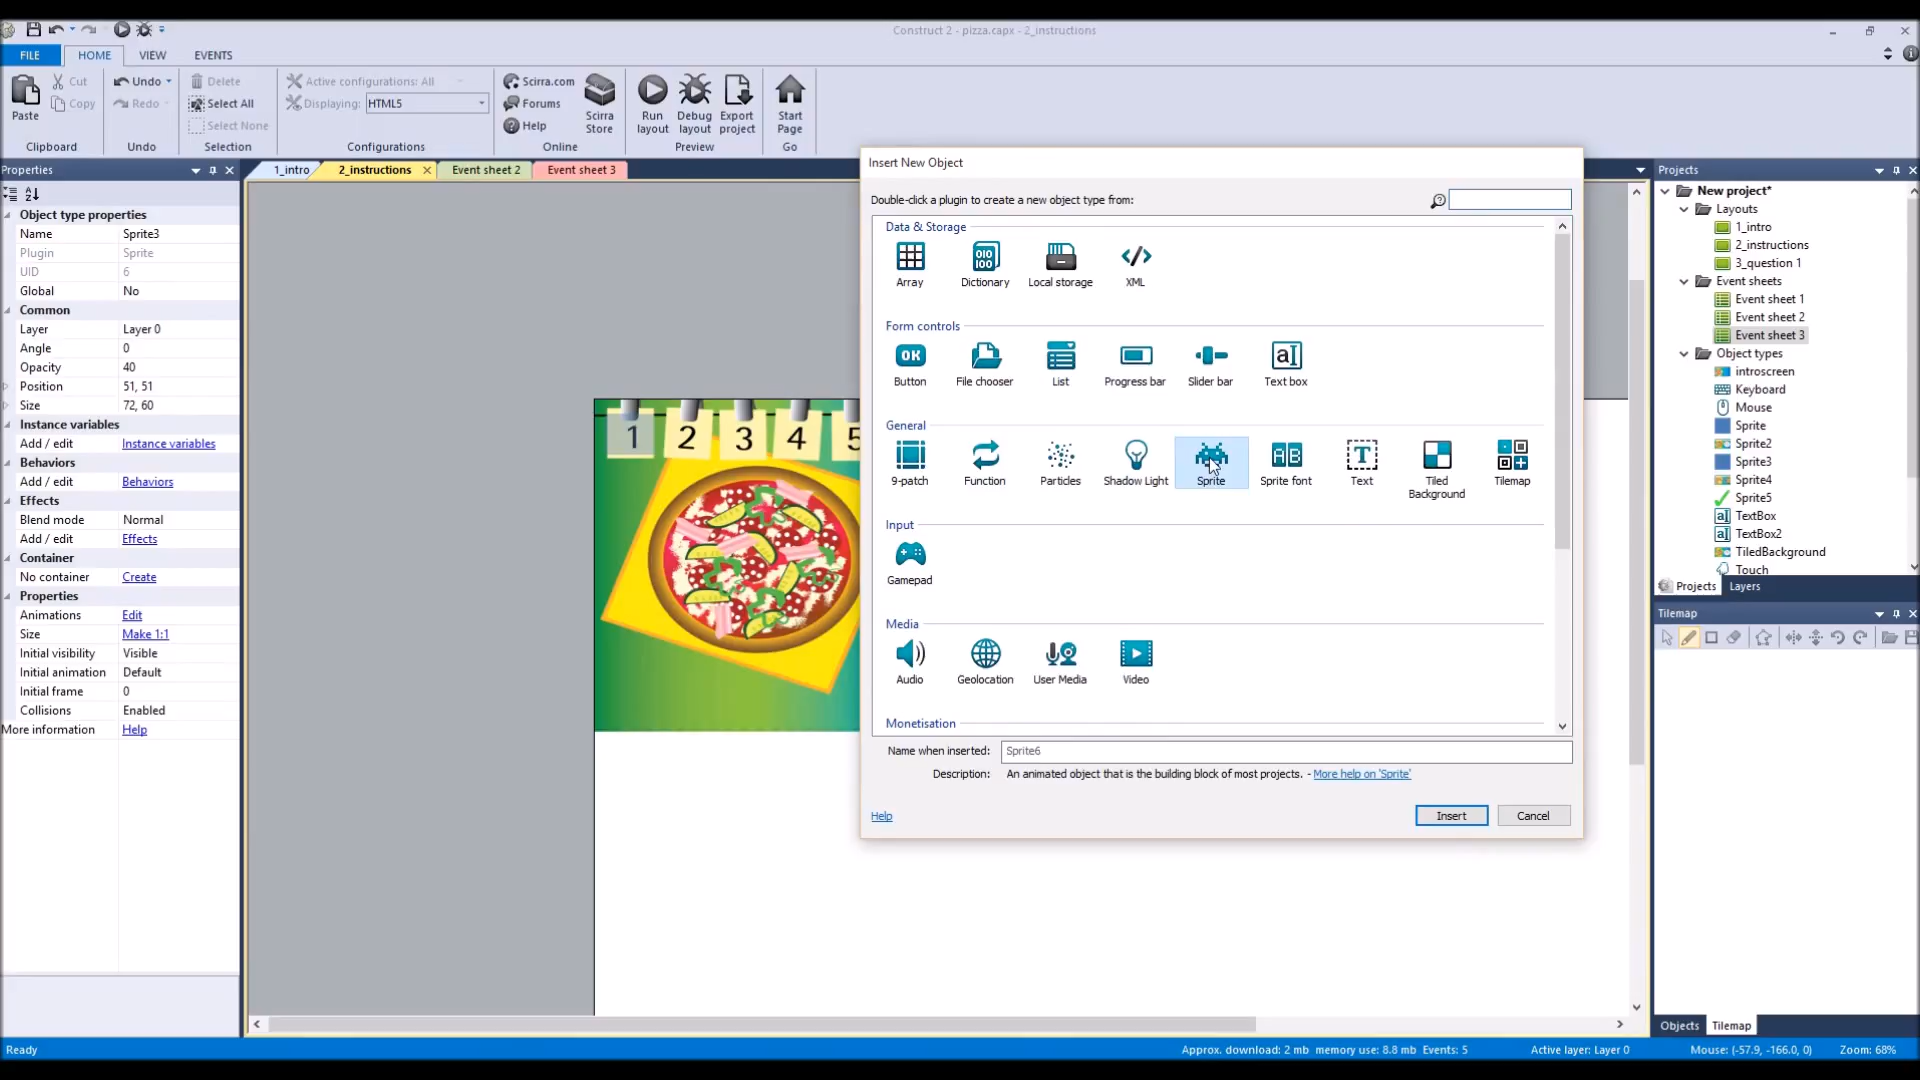 Construct 2 - pizza.capx - 2_instructions
FILE HOME VIEW EVENTS
Paste Cut Copy
Clipboard
Undo Redo
Undo
Delete Select All Select None
Selection
Active configurations: All
Displaying: HTML5
Configurations
Scirra.com Forums Help Scirra Store
Online
Run layout Debug layout Export project
Preview
Start Page
Go
Properties
1_intro 2_instructions Event sheet 2 Event sheet 3
Object type properties
Name Sprite3
Plugin Sprite
UID 6
Global No
Common
Layer Layer 0
Angle 0
Opacity 40
Position 51, 51
Size 72, 60
Instance variables
Add / edit Instance variables
Behaviors
Add / edit Behaviors
Effects
Blend mode Normal
Add / edit Effects
Container
No container Create
Properties
Animations Edit
Size Make 1:1
Initial visibility Visible
Initial animation Default
Initial frame 0
Collisions Enabled
More information Help
1 2 3 4 5
Insert New Object
Double-click a plugin to create a new object type from:
Data & Storage
Array Dictionary Local storage XML
Form controls
OK aI
Button File chooser List Progress bar Slider bar Text box
General
AB T
9-patch Function Particles Shadow Light Sprite Sprite font Text Tiled Background Tilemap
Input
Gamepad
Media
Audio Geolocation User Media Video
Monetisation
Name when inserted: Sprite6
Description: An animated object that is the building block of most projects. - More help on 'Sprite'
Help Insert Cancel
Projects
New project*
Layouts
1_intro
2_instructions
3_question 1
Event sheets
Event sheet 1
Event sheet 2
Event sheet 3
Object types
introscreen
Keyboard
Mouse
Sprite
Sprite2
Sprite3
Sprite4
Sprite5
TextBox
TextBox2
TiledBackground
Touch
Projects Layers
Tilemap
Objects Tilemap
Ready Approx. download: 2 mb memory use: 8.8 mb Events: 5 Active layer: Layer 0 Mouse: (-57.9, -166.0, 0) Zoom: 68%